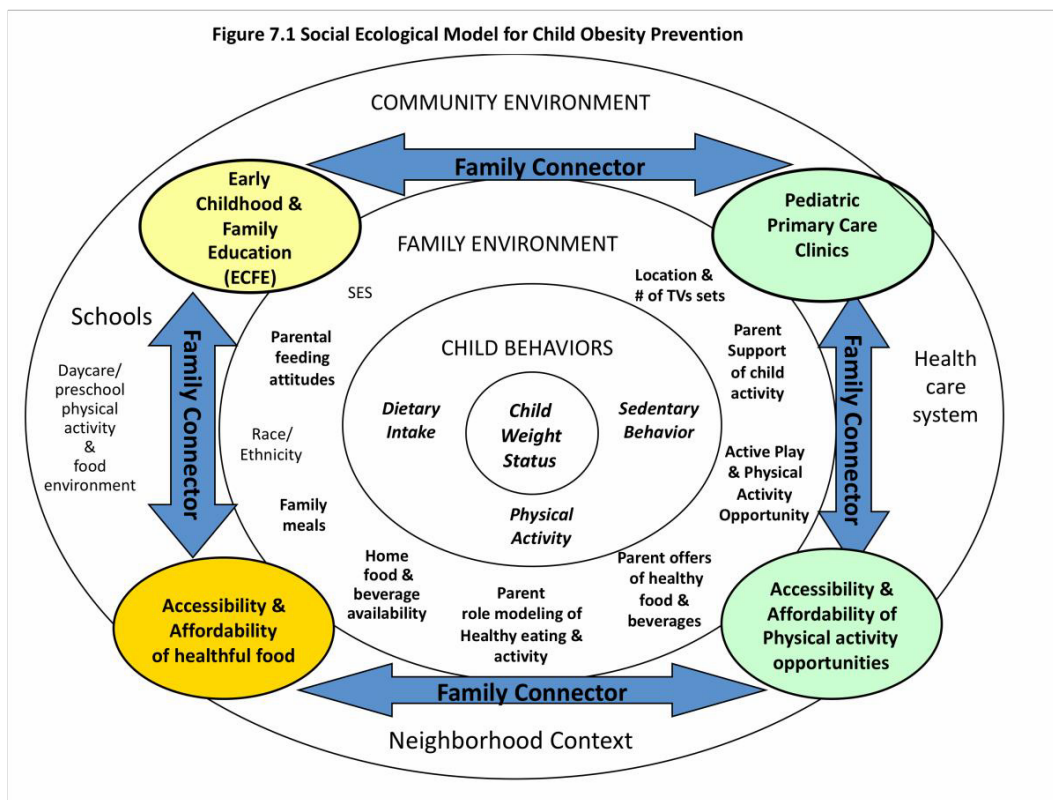 Figure 7.1 Social Ecological Model for Child Obesity Prevention
COMMUNITY ENVIRONMENT
Family Connector
Early
Childhood &
Family
Education
(ECFE)
Pediatric
Primary Care
Clinics
FAMILY ENVIRONMENT
Location &
# of TVs sets
SES
Schools
Daycare/
preschool
physical
activity
&
food
environment
Family Connector
Parental
feeding
attitudes
Race/
Ethnicity
Family
meals
CHILD BEHAVIORS
Dietary
Intake
Child
Weight
Status
Sedentary
Behavior
Physical
Activity
Parent
Support
of child
activity
Active Play
& Physical
Activity
Opportunity
Family Connector
Health
care
system
Home
food &
beverage
availability
Parent
role modeling of
Healthy eating &
activity
Parent offers
of healthy
food &
beverages
Accessibility &
Affordability
of healthful food
Accessibility &
Affordability of
Physical activity
opportunities
Family Connector
Neighborhood Context